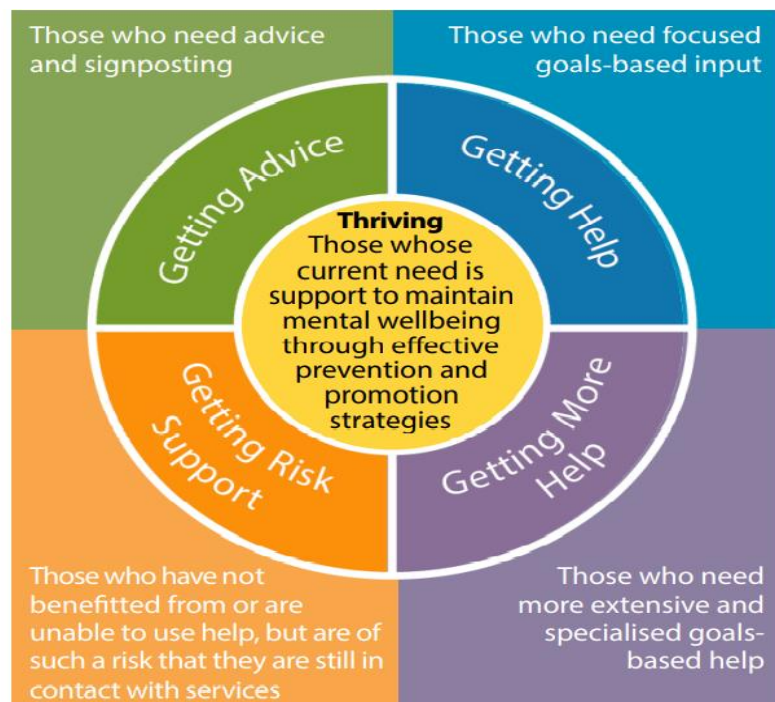 Those who need advice
and signposting
Those who need focused
goals-based input
Getting Advice
Getting Help
Thriving
Those whose
current need is
support to maintain
mental wellbeing
through effective
prevention and
promotion
strategies
Getting Risk
Support
Getting More
Help
Those who have not
benefitted from or are
unable to use help, but are of
such a risk that they are still in
contact with services
Those who need
more extensive and
specialised goals-
based help